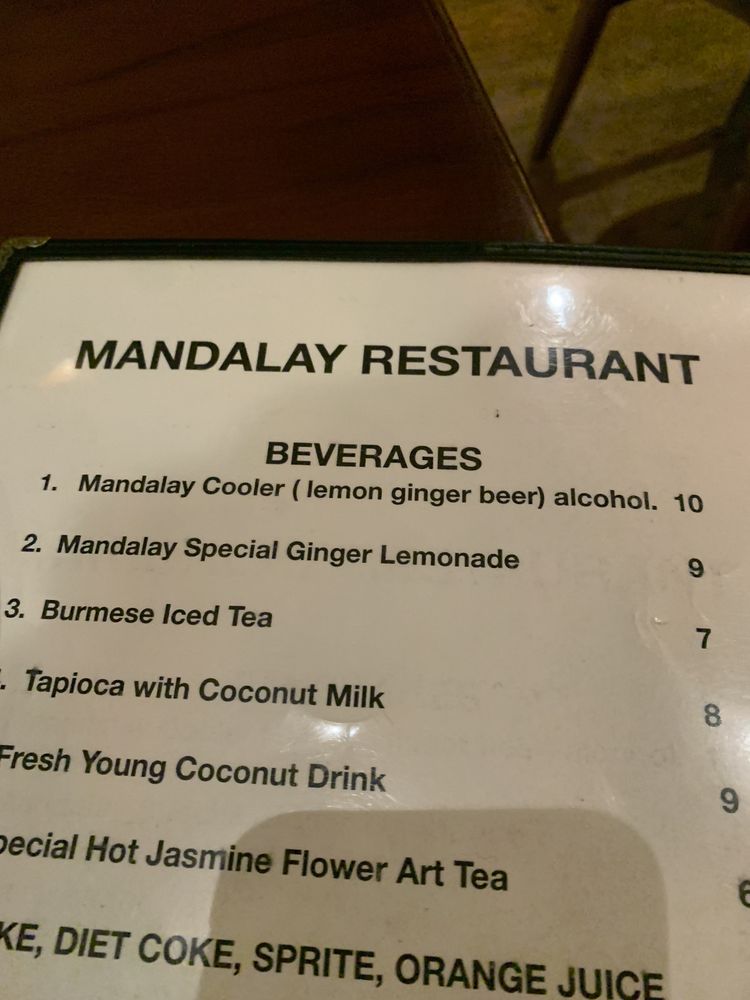 MANDALAY RESTAURANT
BEVERAGES
1. Mandalay Cooler ( lemon ginger beer) alcohol. 10
2. Mandalay Special Ginger Lemonade 9
3. Burmese Iced Tea 7
Tapioca with Coconut Milk 8
Fresh Young Coconut Drink 9
Hot Jasmine Flower Art Tea 6
DIET COKE, SPRITE, ORANGE JUICE